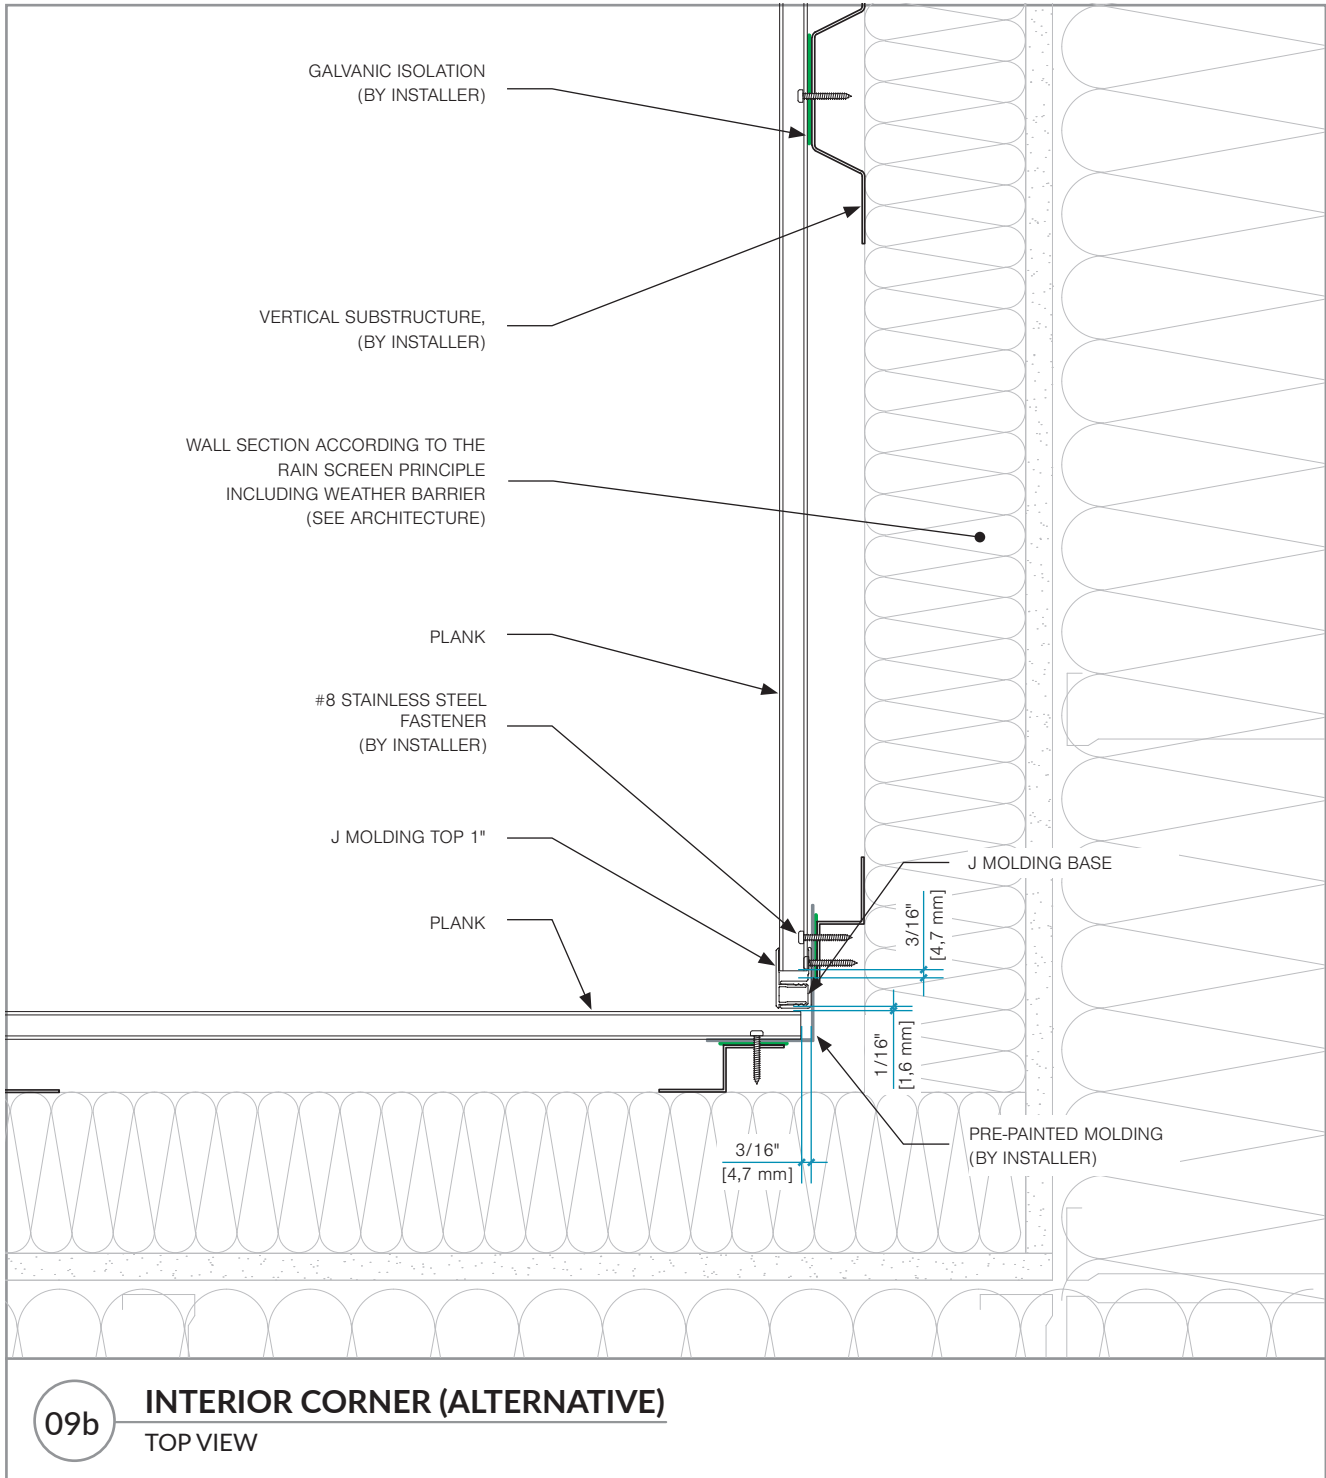 GALVANIC ISOLATION
(BY INSTALLER)
VERTICAL SUBSTRUCTURE,
(BY INSTALLER)
WALL SECTION ACCORDING TO THE
RAIN SCREEN PRINCIPLE
INCLUDING WEATHER BARRIER
(SEE ARCHITECTURE)
PLANK
#8 STAINLESS STEEL
FASTENER
(BY INSTALLER)
J MOLDING TOP 1"
J MOLDING BASE
PLANK
3/16"
[4,7 mm]
1/16"
[1,6 mm]
PRE-PAINTED MOLDING
(BY INSTALLER)
3/16"
[4,7 mm]
09b
INTERIOR CORNER (ALTERNATIVE)
TOP VIEW